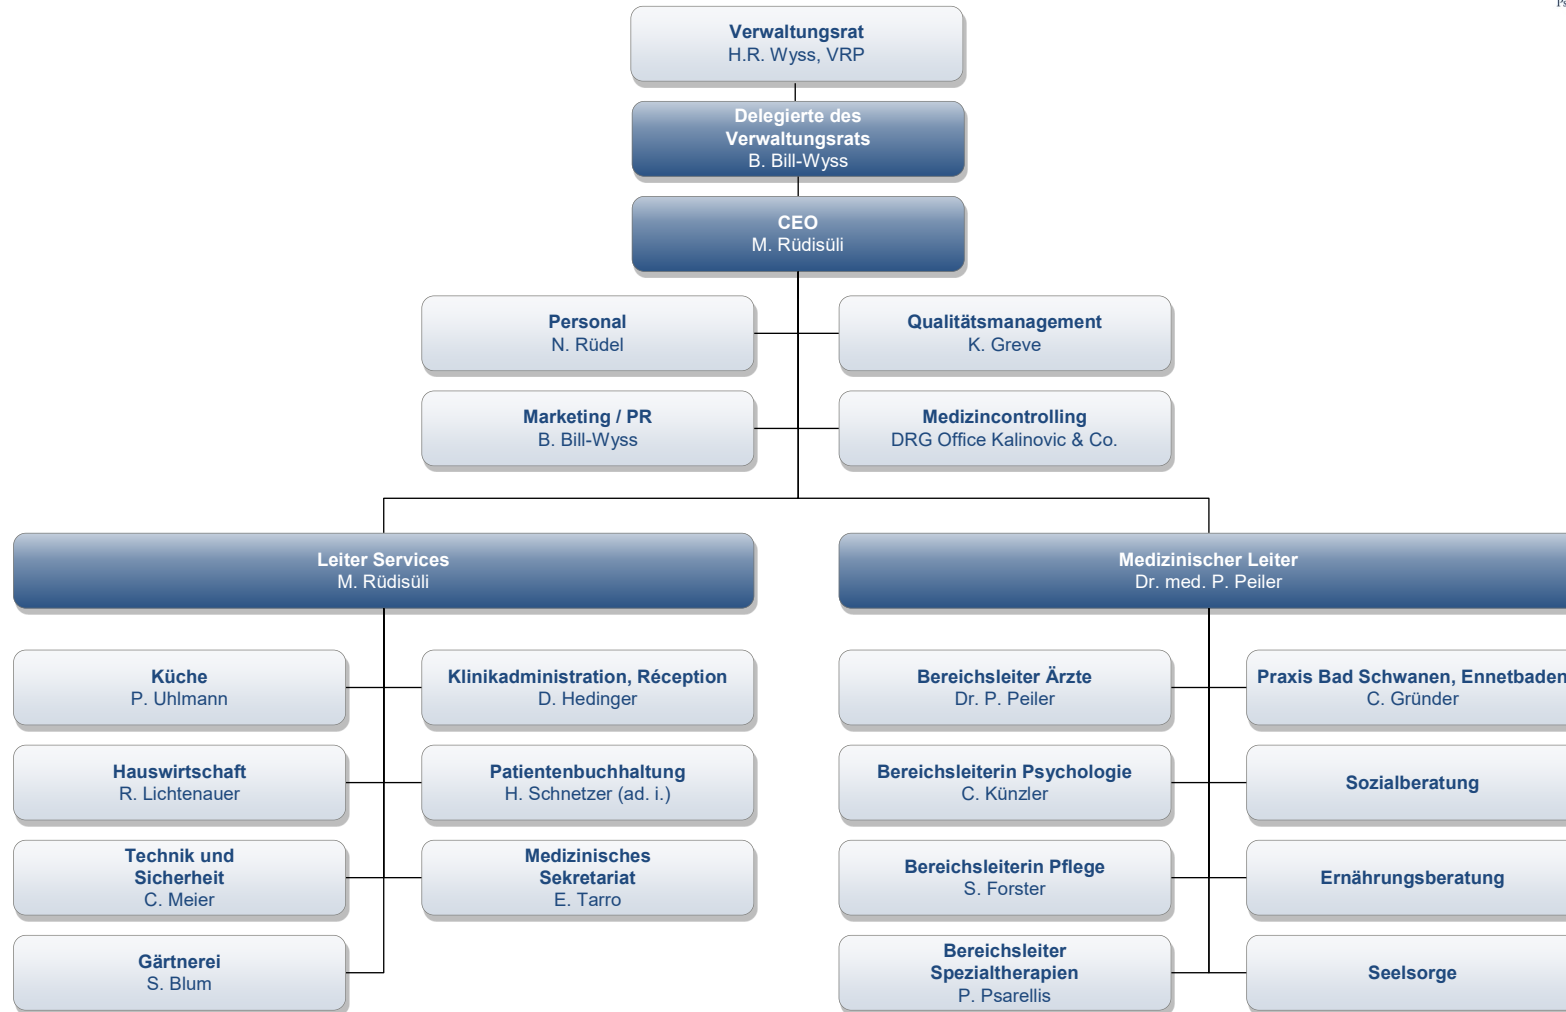 Ps
Verwaltungsrat
H.R. Wyss, VRP
Delegierte des
Verwaltungsrats
B. Bill-Wyss
CEO
M. Rüdisüli
Personal
N. Rüdel
Qualitätsmanagement
K. Greve
Marketing / PR
B. Bill-Wyss
Medizincontrolling
DRG Office Kalinovic & Co.
Leiter Services
M. Rüdisüli
Medizinischer Leiter
Dr. med. P. Peiler
Küche
P. Uhlmann
Klinikadministration, Réception
D. Hedinger
Bereichsleiter Ärzte
Dr. P. Peiler
Praxis Bad Schwanen, Ennetbaden
C. Gründer
Hauswirtschaft
R. Lichtenauer
Patientenbuchhaltung
H. Schnetzer (ad. i.)
Bereichsleiterin Psychologie
C. Künzler
Sozialberatung
Technik und
Sicherheit
C. Meier
Medizinisches
Sekretariat
E. Tarro
Bereichsleiterin Pflege
S. Forster
Ernährungsberatung
Gärtnerei
S. Blum
Bereichsleiter
Spezialtherapien
P. Psarellis
Seelsorge